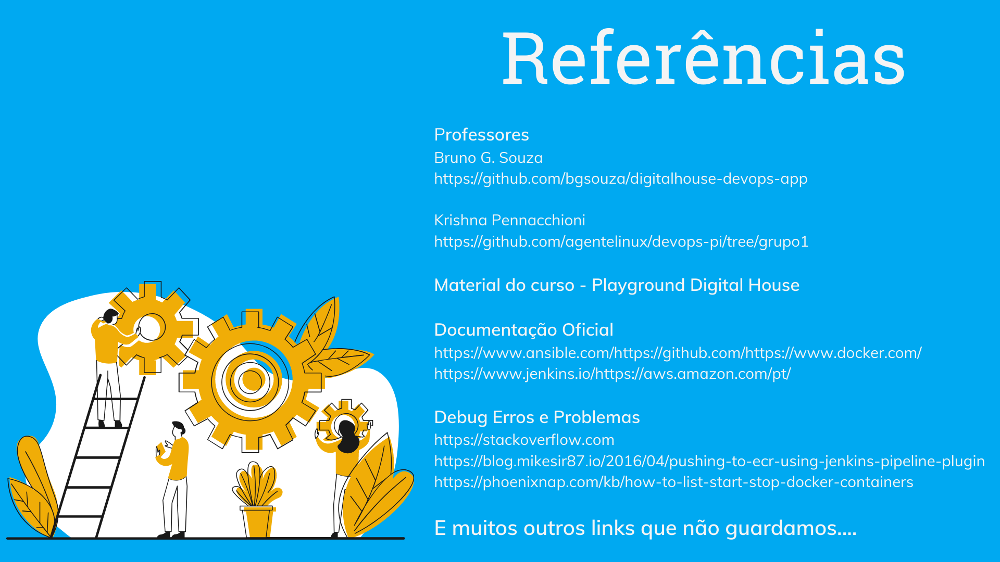 Referências
Professores
Bruno G. Souza
https://github.com/bgsouza/digitalhouse-devops-app
Krishna Pennacchioni
https://github.com/agentelinux/devops-pi/tree/grupo1
Material do curso - Playground Digital House
Documentação Oficial
https://www.ansible.com/https://github.com/https://www.docker.com/
https://www.jenkins.io/https://aws.amazon.com/pt/
Debug Erros e Problemas
https://stackoverflow.com
https://blog.mikesir87.io/2016/04/pushing-to-ecr-using-jenkins-pipeline-plugin
https://phoenixnap.com/kb/how-to-list-start-stop-docker-containers
E muitos outros links que não guardamos....